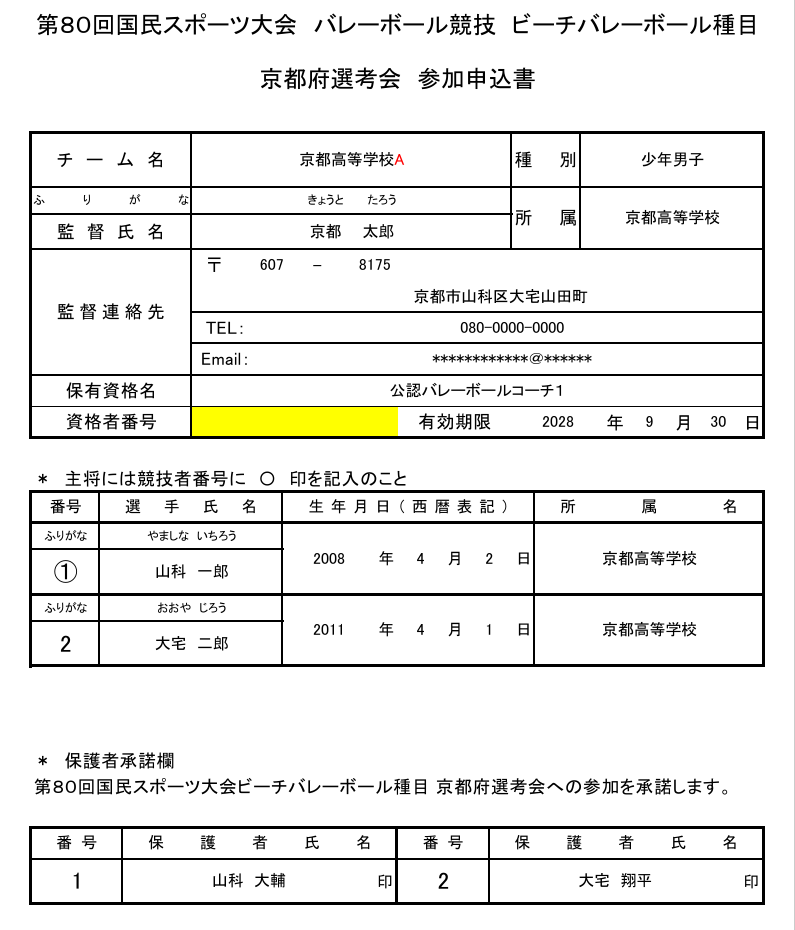 第80回国民スポーツ大会　バレーボール競技　ビーチバレーボール種目
京都府選考会　参加申込書
チーム名 京都高等学校A 種別 少年男子
ふりがな きょうと　たろう
監督氏名 京都　太郎 所属 京都高等学校
監督連絡先 〒 607 － 8175
京都市山科区大宅山田町
TEL： 080-0000-0000
Email： ************@******
保有資格名 公認バレーボールコーチ1
資格者番号 有効期限 2028 年 9 月 30 日
* 主将には競技者番号に　○　印を記入のこと
番号 選手氏名 生年月日（西暦表記） 所属名
ふりがな やましな いちろう
① 山科　一郎 2008 年 4 月 2 日 京都高等学校
ふりがな おおや じろう
2 大宅　二郎 2011 年 4 月 1 日 京都高等学校
* 保護者承諾欄
第80回国民スポーツ大会ビーチバレーボール種目 京都府選考会への参加を承諾します。
番号 保護者氏名 番号 保護者氏名
1 山科　大輔 印 2 大宅　翔平 印